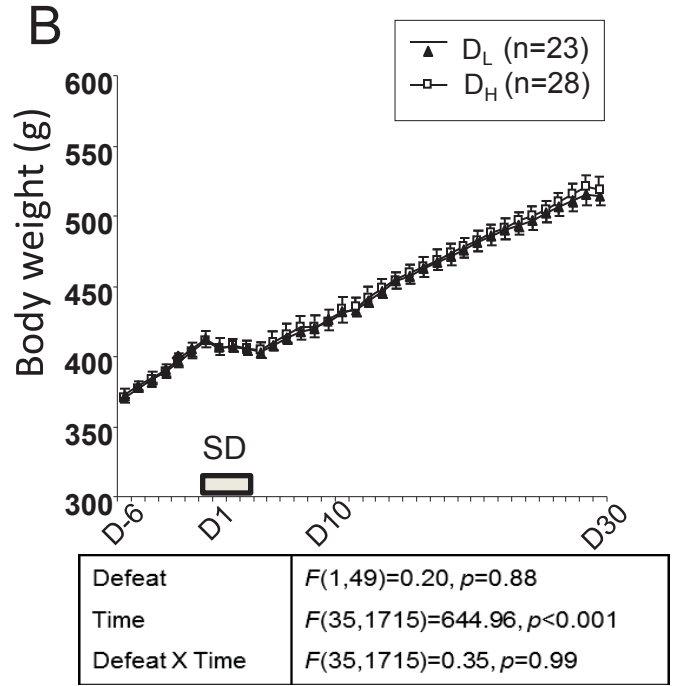 B
D_L (n=23)
D_H (n=28)
Body weight (g)
600
550
500
450
400
350
300
SD
D-6
D1
D10
D30
Defeat F(1,49)=0.20, p=0.88
Time F(35,1715)=644.96, p<0.001
Defeat X Time F(35,1715)=0.35, p=0.99